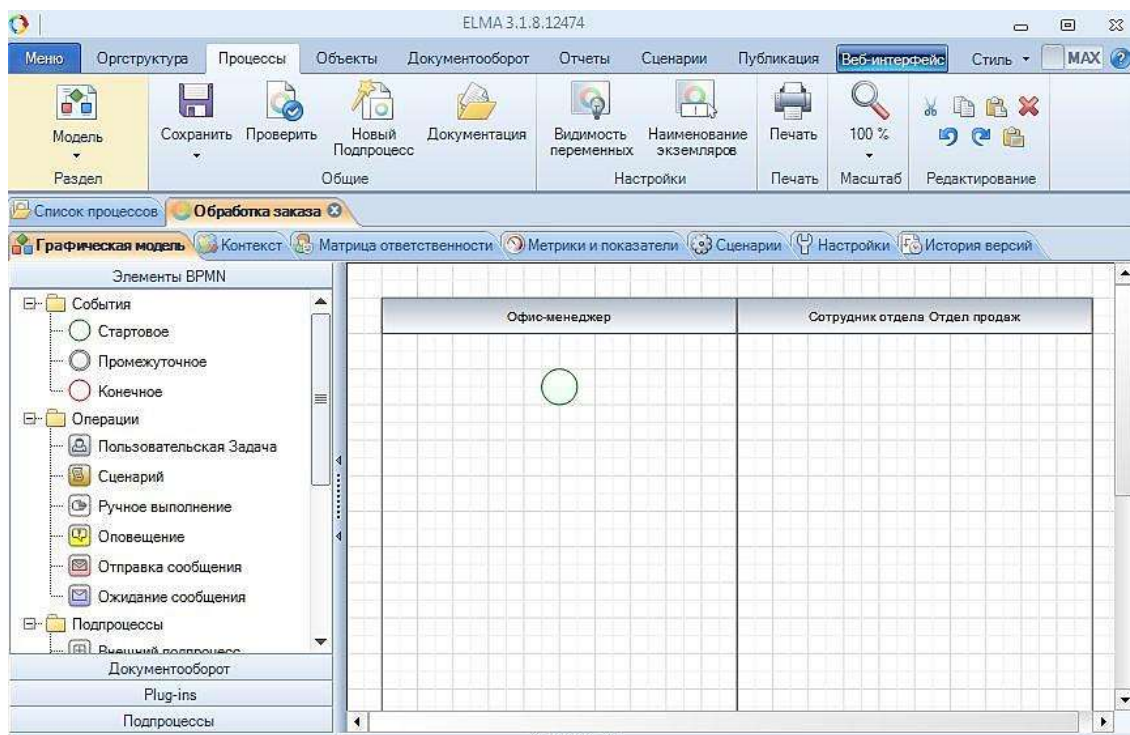 ELMA 3.1.8.12474
Меню Оргструктура Процессы Объекты Документооборот Отчеты Сценарии Публикация Веб-интерфейс Стиль MAX
Модель Сохранить Проверить Новый Подпроцесс Документация Видимость переменных Наименование экземпляров Печать 100 %
Раздел Общие Настройки Печать Масштаб Редактирование
Список процессов Обработка заказа
Графическая модель Контекст Матрица ответственности Метрики и показатели Сценарии Настройки История версий
Элементы BPMN
События
Стартовое
Промежуточное
Конечное
Операции
Пользовательская Задача
Сценарий
Ручное выполнение
Оповещение
Отправка сообщения
Ожидание сообщения
Подпроцессы
Внешний подпроцесс
Документооборот
Plug-ins
Подпроцессы
Офис-менеджер Сотрудник отдела Отдел продаж